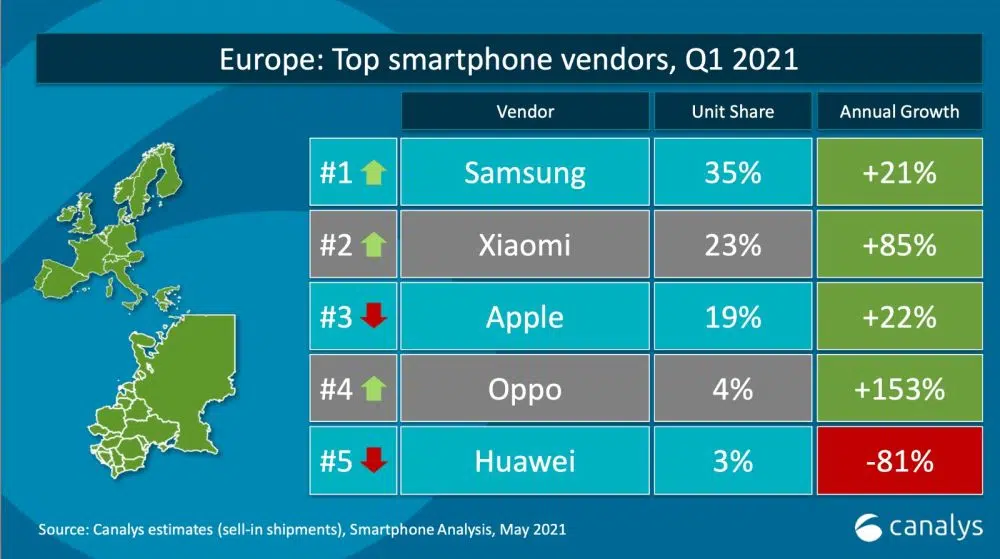 Europe: Top smartphone vendors, Q1 2021
Vendor Unit Share Annual Growth
#1 Samsung 35% +21%
#2 Xiaomi 23% +85%
#3 Apple 19% +22%
#4 Oppo 4% +153%
#5 Huawei 3% -81%
Source: Canalys estimates (sell-in shipments), Smartphone Analysis, May 2021
canalys